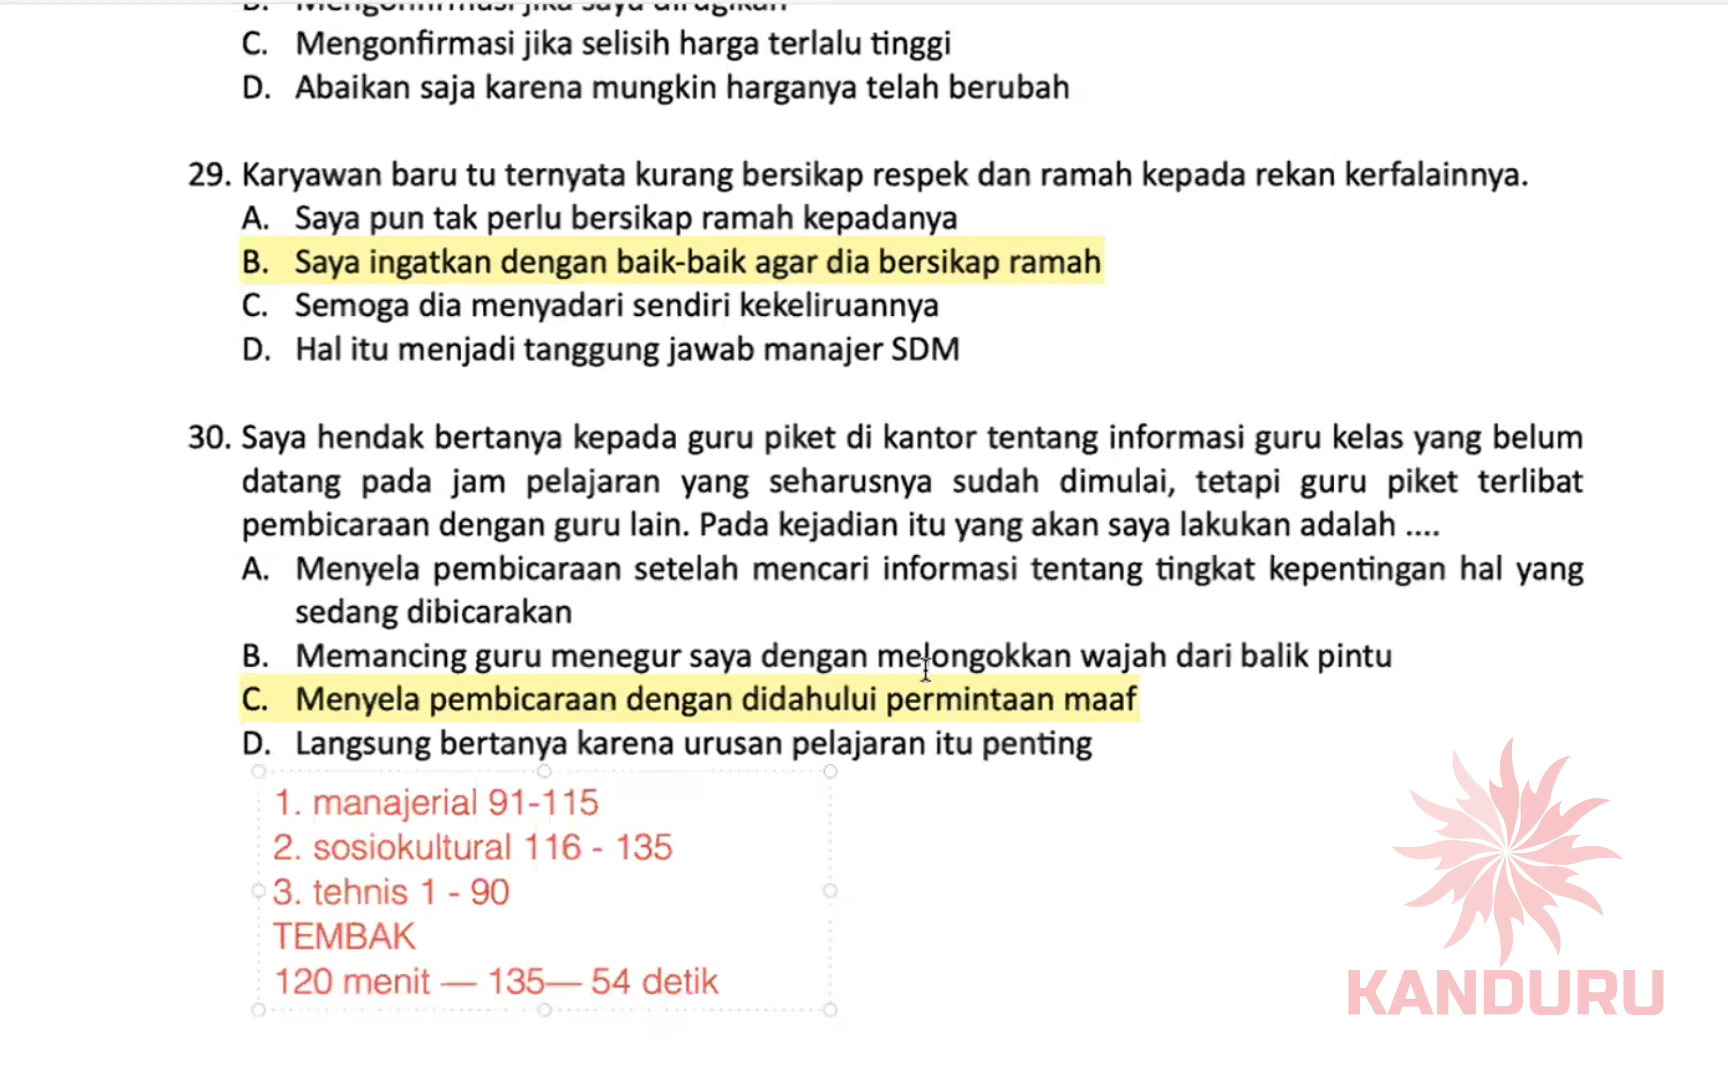 B. Mengonfirmasi jika saya dirugikan
C. Mengonfirmasi jika selisih harga terlalu tinggi
D. Abaikan saja karena mungkin harganya telah berubah
29. Karyawan baru tu ternyata kurang bersikap respek dan ramah kepada rekan kerfalainnya.
A. Saya pun tak perlu bersikap ramah kepadanya
B. Saya ingatkan dengan baik-baik agar dia bersikap ramah
C. Semoga dia menyadari sendiri kekeliruannya
D. Hal itu menjadi tanggung jawab manajer SDM
30. Saya hendak bertanya kepada guru piket di kantor tentang informasi guru kelas yang belum
datang pada jam pelajaran yang seharusnya sudah dimulai, tetapi guru piket terlibat
pembicaraan dengan guru lain. Pada kejadian itu yang akan saya lakukan adalah ....
A. Menyela pembicaraan setelah mencari informasi tentang tingkat kepentingan hal yang
sedang dibicarakan
B. Memancing guru menegur saya dengan melongokkan wajah dari balik pintu
C. Menyela pembicaraan dengan didahului permintaan maaf
D. Langsung bertanya karena urusan pelajaran itu penting
1. manajerial 91-115
2. sosiokultural 116 - 135
3. tehnis 1 - 90
TEMBAK
120 menit — 135— 54 detik
KANDURU